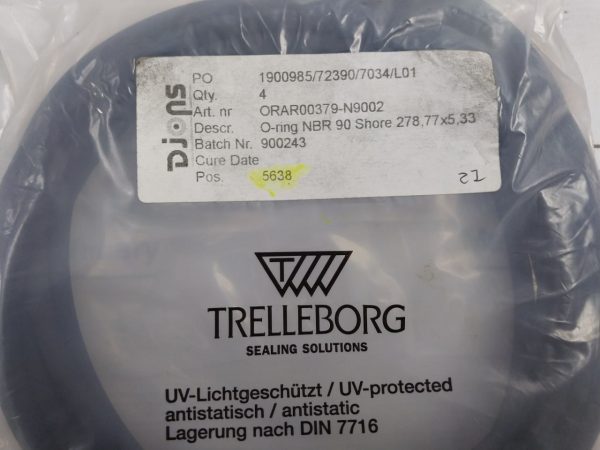 Djons
PO 1900985/72390/7034/L01
Qty. 4
Art. nr ORAR00379-N9002
Descr. O-ring NBR 90 Shore 278,77x5,33
Batch Nr. 900243
Cure Date
Pos. 5638
TRELLEBORG
SEALING SOLUTIONS
UV-Lichtgeschützt / UV-protected
antistatisch / antistatic
Lagerung nach DIN 7716